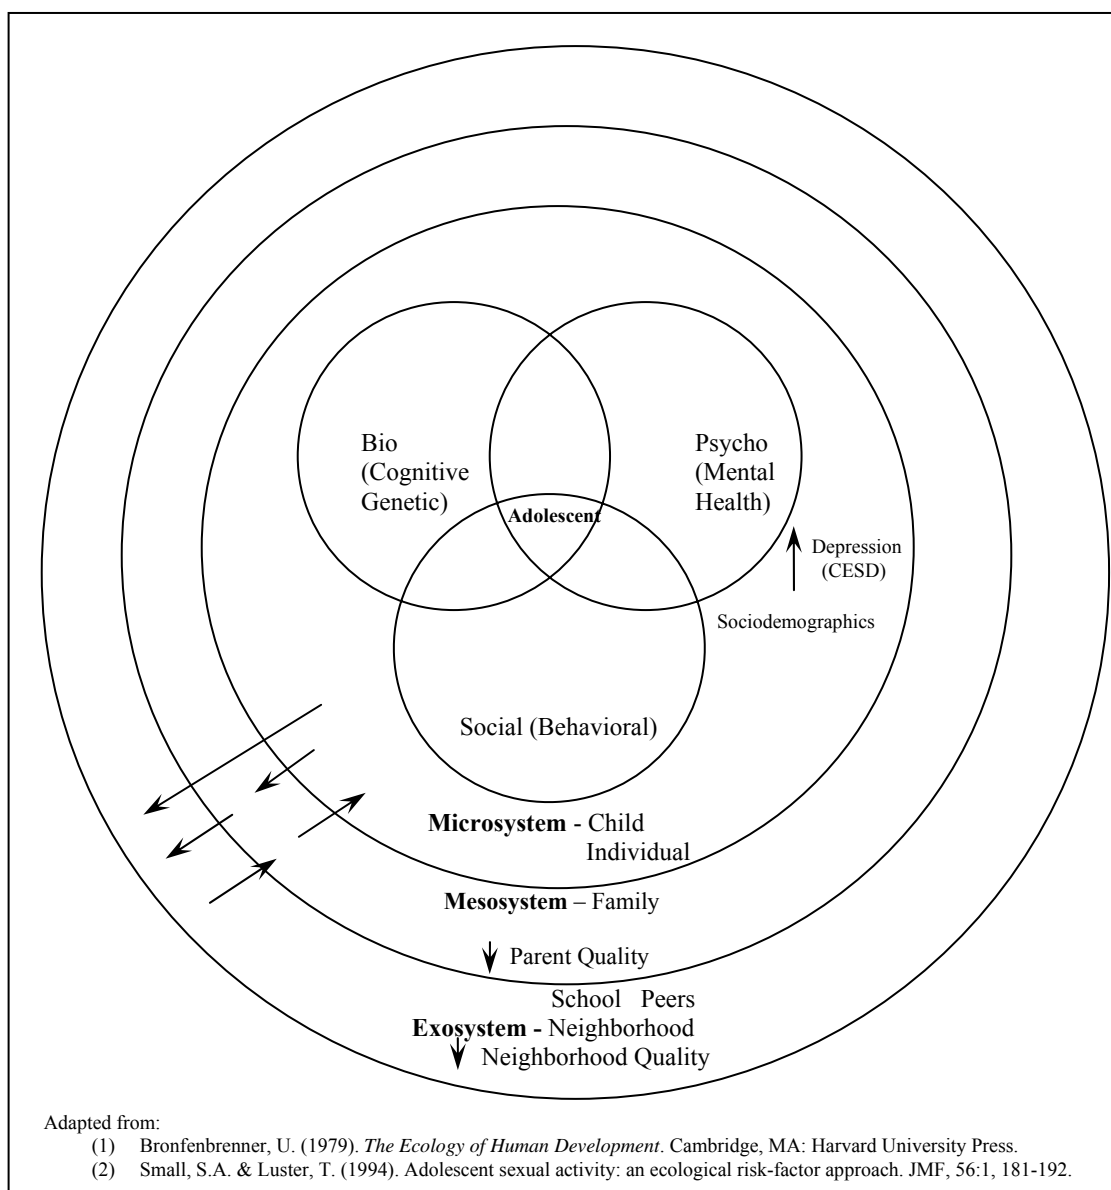 Bio
(Cognitive
Genetic)
Psycho
(Mental
Health)
Adolescent
Depression
(CESD)
Sociodemographics
Social (Behavioral)
Microsystem - Child
Individual
Mesosystem – Family
Parent Quality
School Peers
Exosystem - Neighborhood
Neighborhood Quality
Adapted from:
(1) Bronfenbrenner, U. (1979). The Ecology of Human Development. Cambridge, MA: Harvard University Press.
(2) Small, S.A. & Luster, T. (1994). Adolescent sexual activity: an ecological risk-factor approach. JMF, 56:1, 181-192.